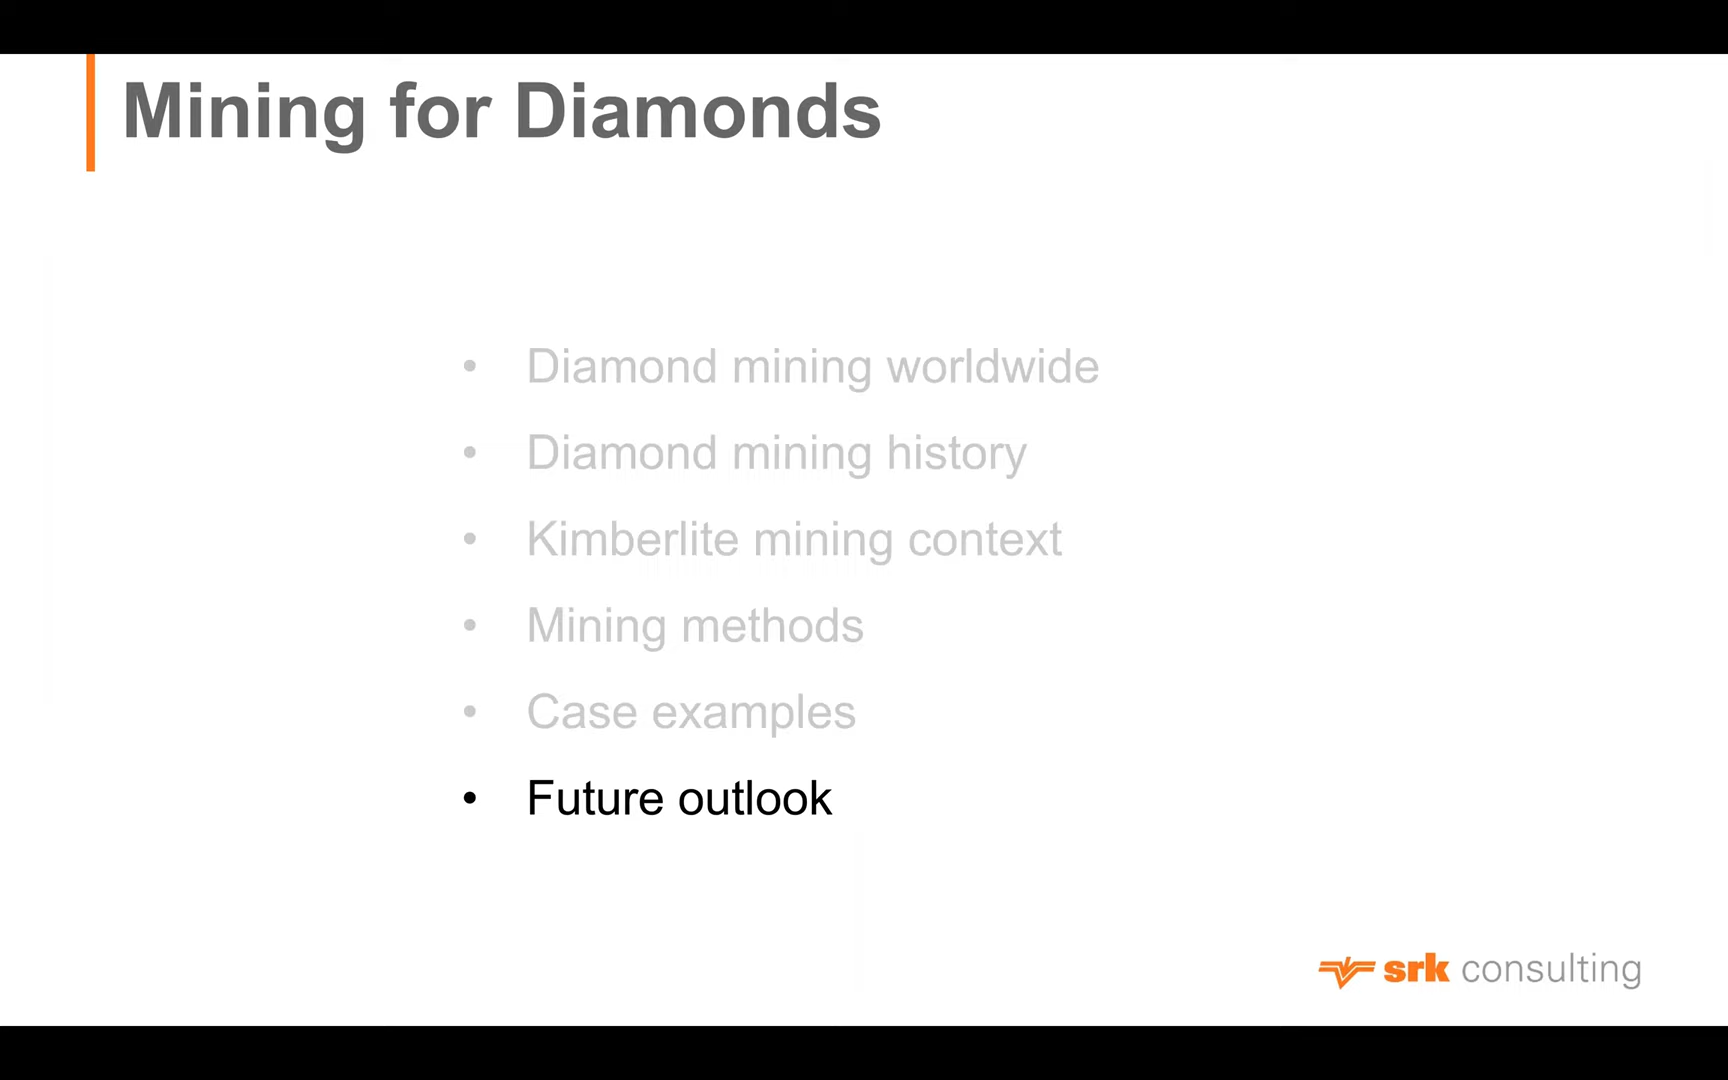 Mining for Diamonds
• Diamond mining worldwide
• Diamond mining history
• Kimberlite mining context
• Mining methods
• Case examples
• Future outlook
srk consulting